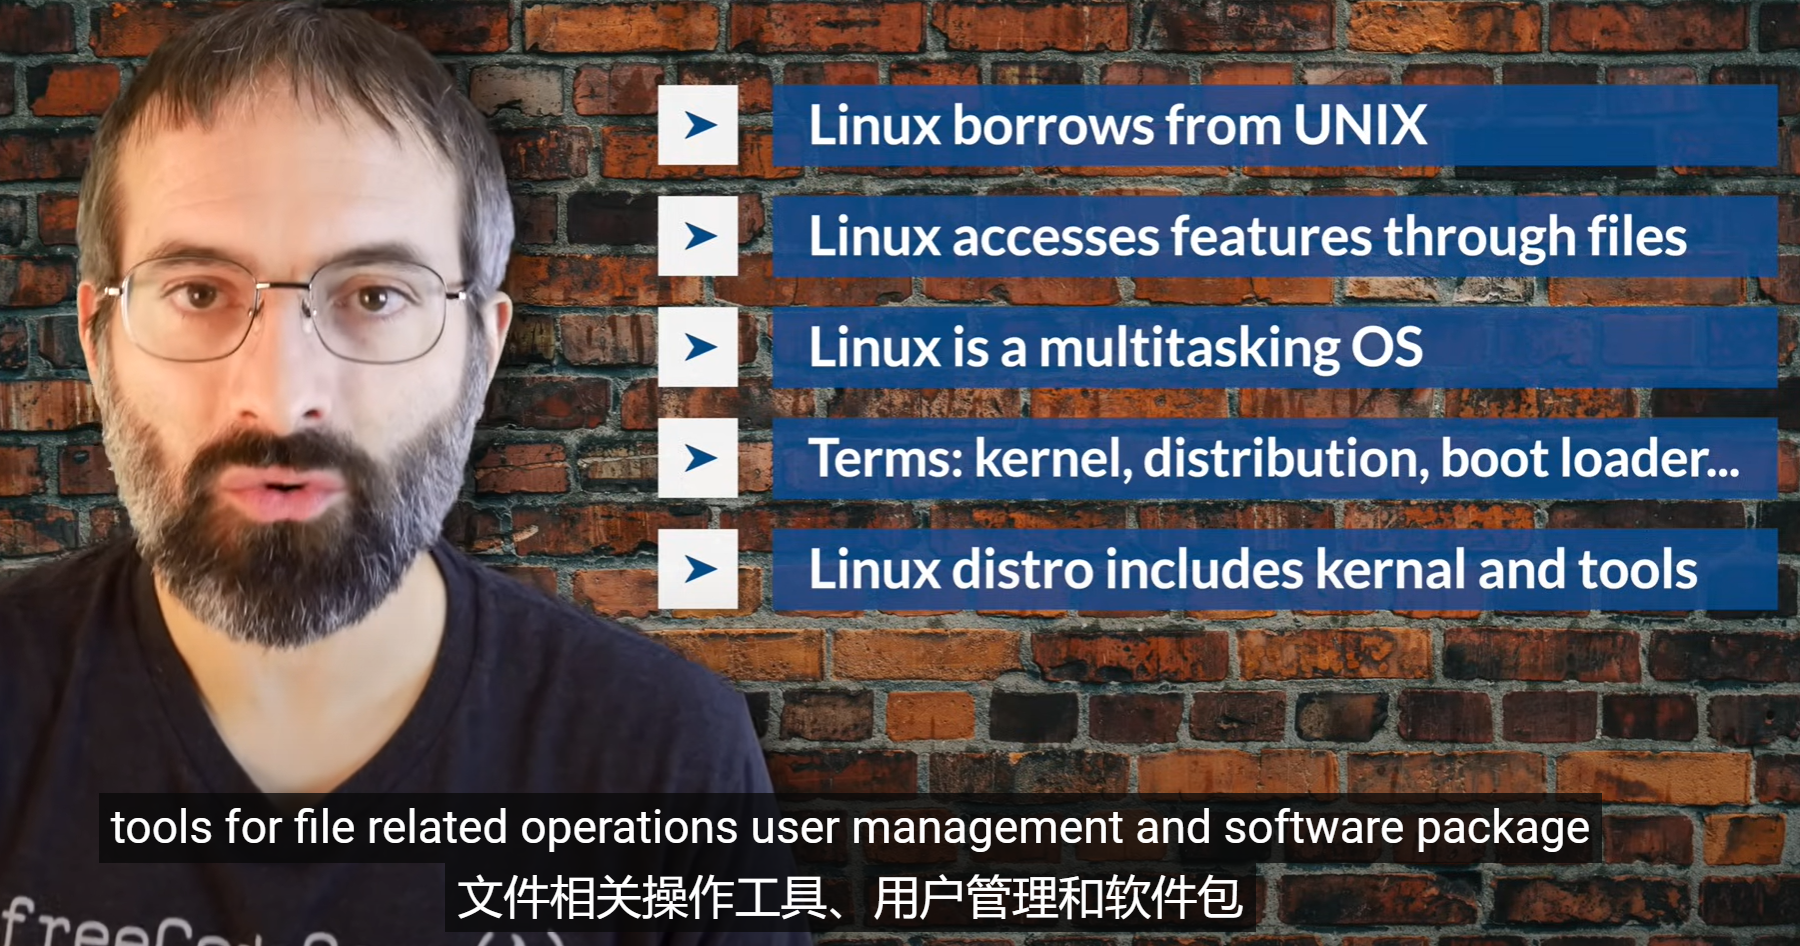 Linux borrows from UNIX
Linux accesses features through files
Linux is a multitasking OS
Terms: kernel, distribution, boot loader...
Linux distro includes kernal and tools
tools for file related operations user management and software package
文件相关操作工具、用户管理和软件包